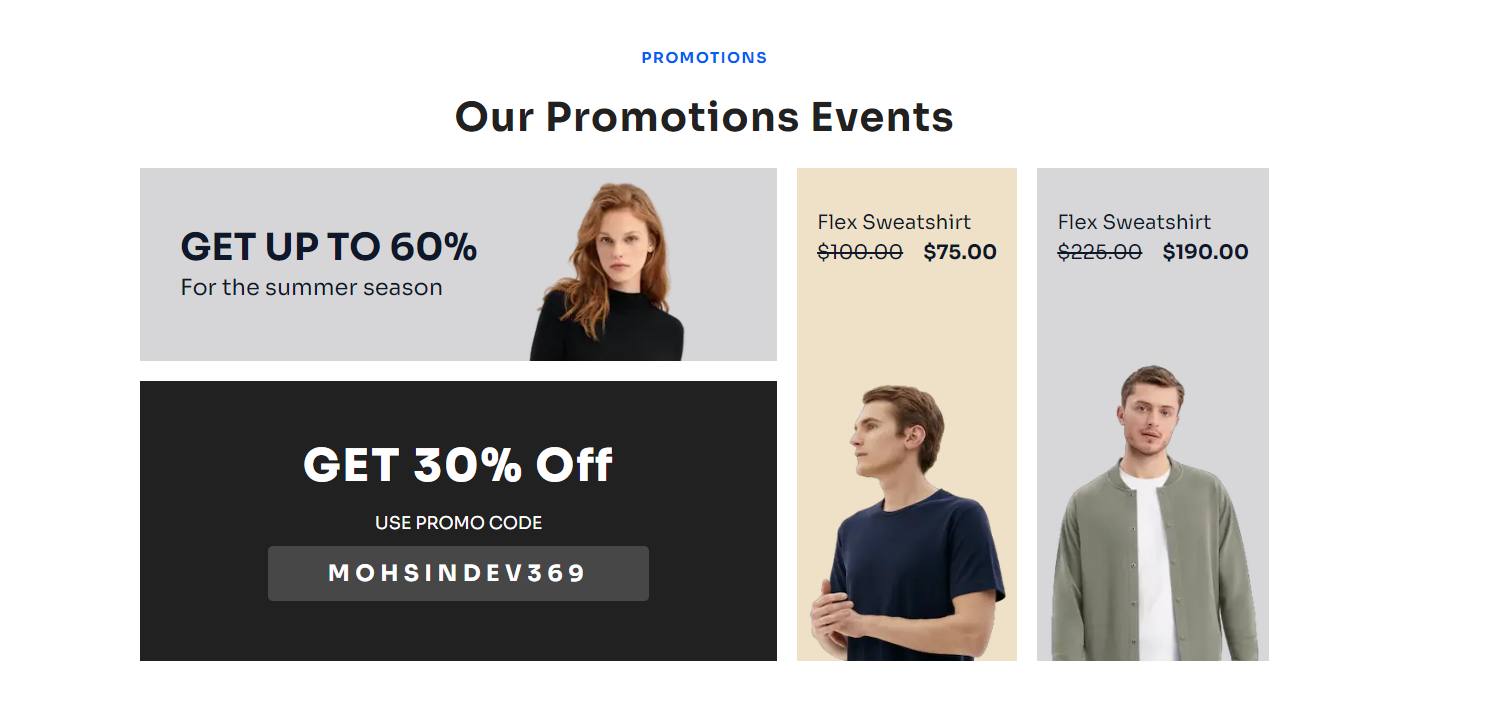 PROMOTIONS
Our Promotions Events
GET UP TO 60%
For the summer season
GET 30% Off
USE PROMO CODE
MOHSINDEV369
Flex Sweatshirt
$100.00 $75.00
Flex Sweatshirt
$225.00 $190.00